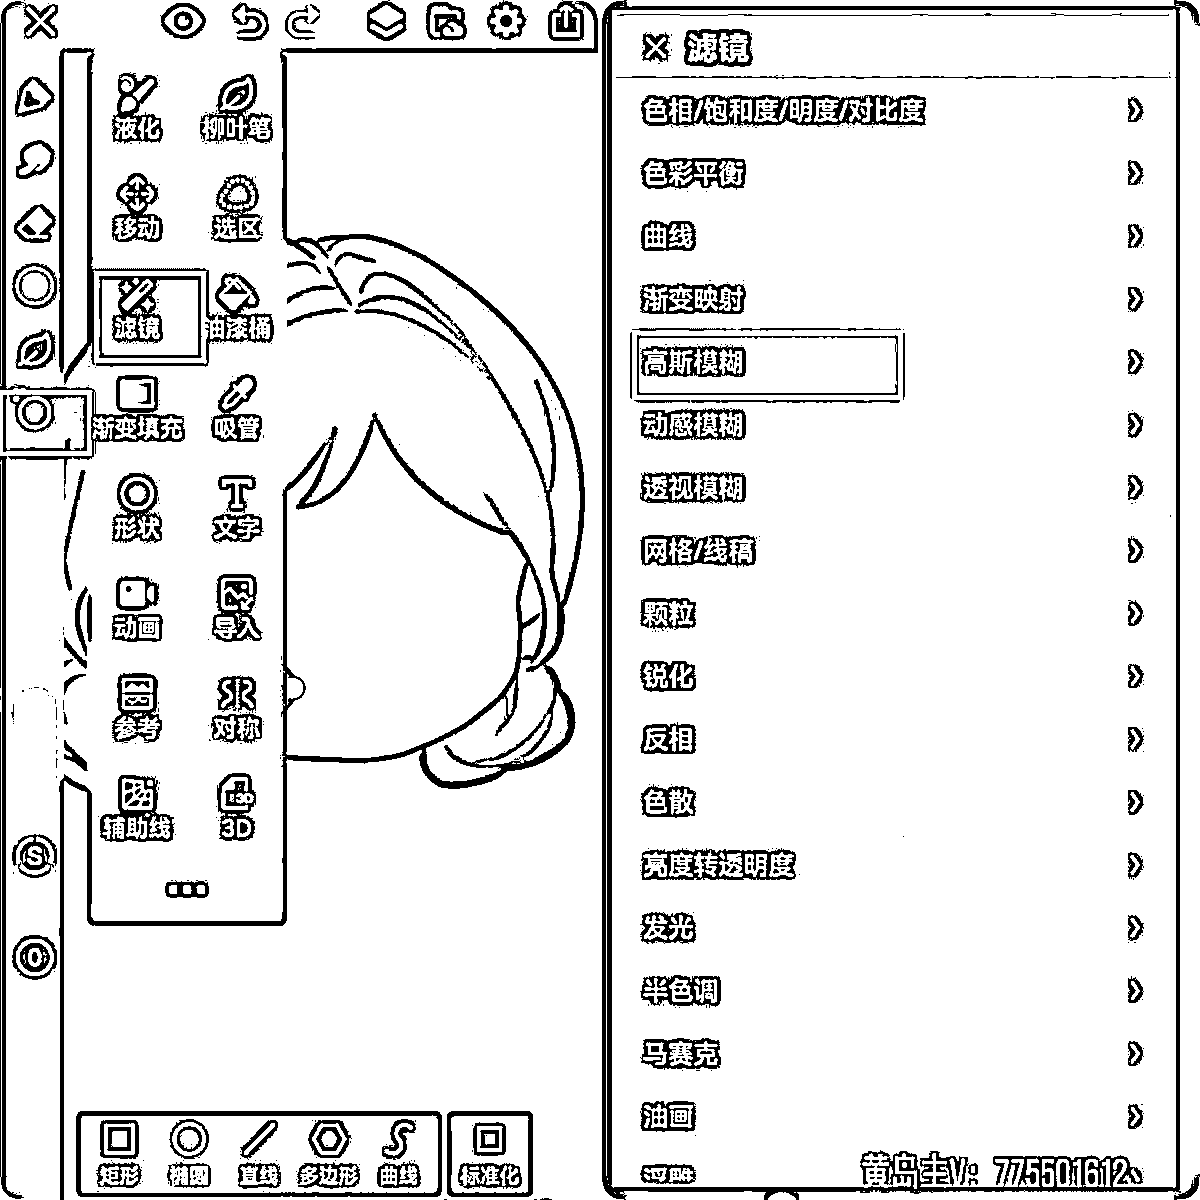 液化 柳叶笔
移动 选区
滤镜 油漆桶
渐变填充 吸管
形状 文字
动画 导入
参考 对称
辅助线 3D
S
0
矩形 椭圆 直线 多边形 曲线 标准化
滤镜
色相/饱和度/明度/对比度
色彩平衡
曲线
渐变映射
高斯模糊
动感模糊
透视模糊
网格/线稿
颗粒
锐化
反相
色散
亮度转透明度
发光
半色调
马赛克
油画
黄岛主V：775501612